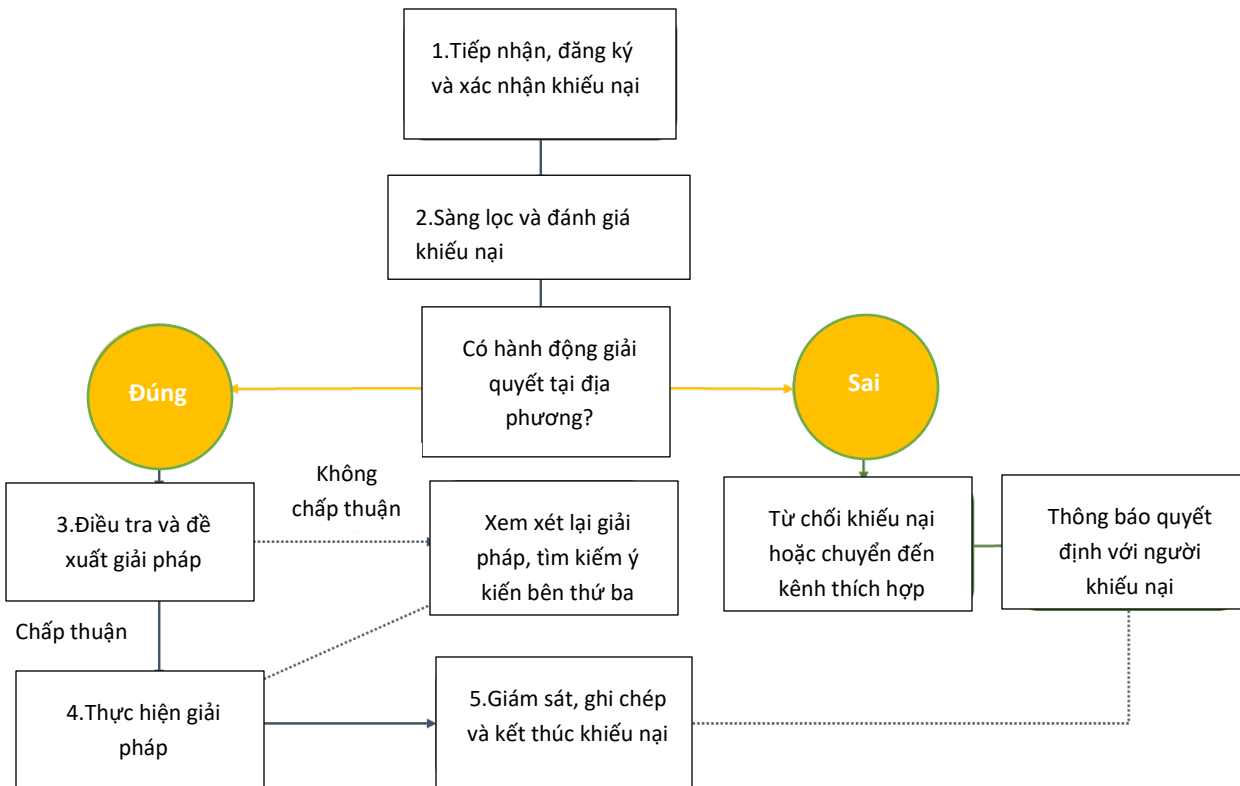 1.Tiếp nhận, đăng ký
và xác nhận khiếu nại
2.Sàng lọc và đánh giá
khiếu nại
Có hành động giải
quyết tại địa
phương?
Đúng
Sai
Không
chấp thuận
3.Điều tra và đề
xuất giải pháp
Xem xét lại giải
pháp, tìm kiếm ý
kiến bên thứ ba
Từ chối khiếu nại
hoặc chuyển đến
kênh thích hợp
Thông báo quyết
định với người
khiếu nại
Chấp thuận
4.Thực hiện giải
pháp
5.Giám sát, ghi chép
và kết thúc khiếu nại